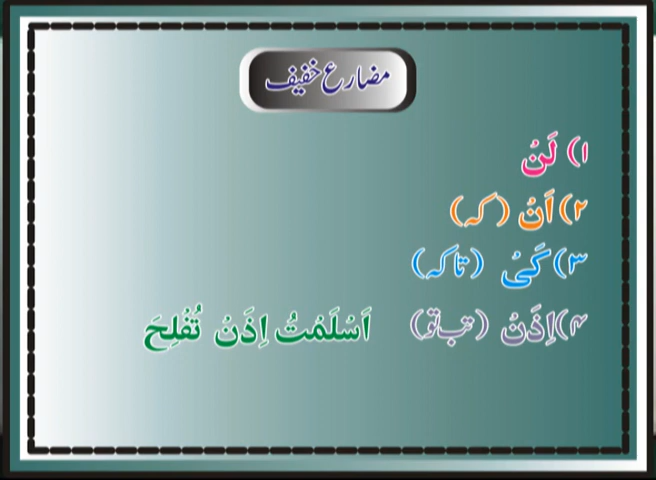 مضارع خفیف
۱) لَنْ
۲) اَنْ (کہ)
۳) کَیْ (تاکہ)
۴) اِذَنْ (تب تو) اَسْلَمْتُ اِذَنْ تُفْلِحَ